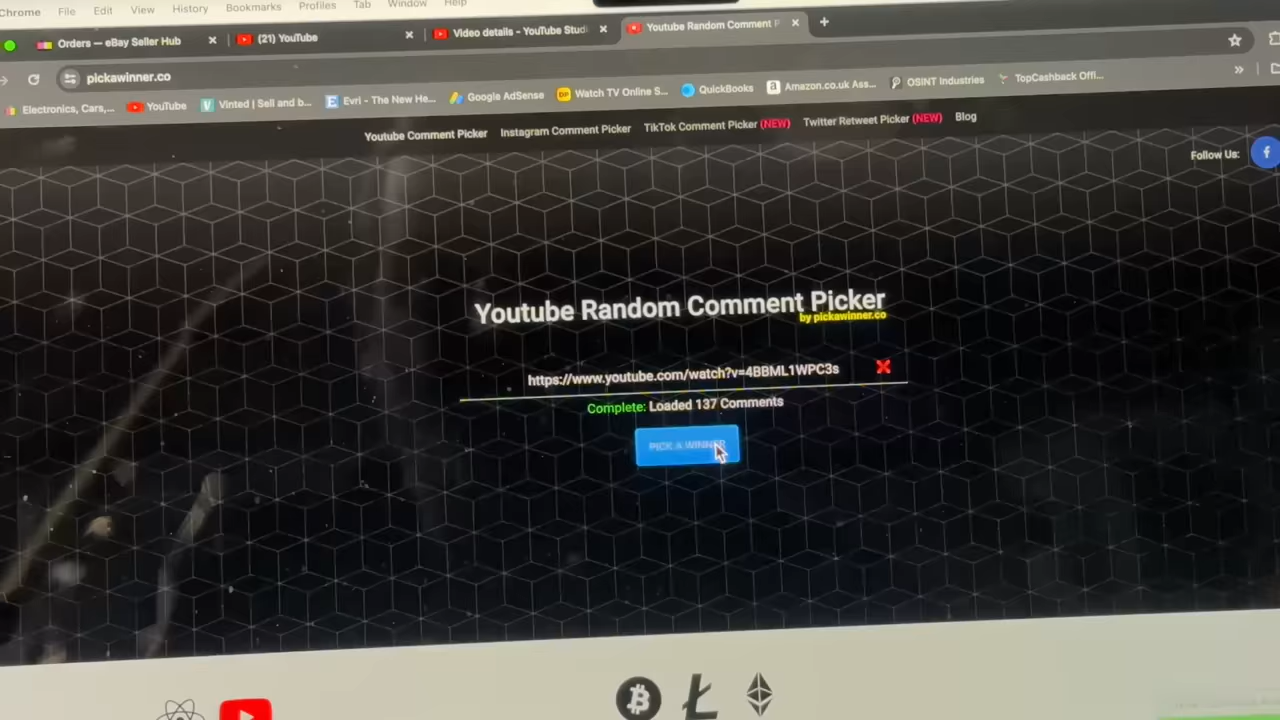 Chrome File Edit View History Bookmarks Profiles Tab Window Help
Orders — eBay Seller Hub
(21) YouTube
Video details - YouTube Studi
Youtube Random Comment P
pickawinner.co
Electronics, Cars,...
YouTube
Vinted | Sell and b...
Evri - The New He...
Google AdSense
Watch TV Online S...
QuickBooks
Amazon.co.uk Ass...
OSINT Industries
TopCashback Offi...
Youtube Comment Picker
Instagram Comment Picker
TikTok Comment Picker (NEW)
Twitter Retweet Picker (NEW)
Blog
Follow Us:
Youtube Random Comment Picker
by pickawinner.co
https://www.youtube.com/watch?v=4BBML1WPC3s
Complete: Loaded 137 Comments
PICK A WINNER